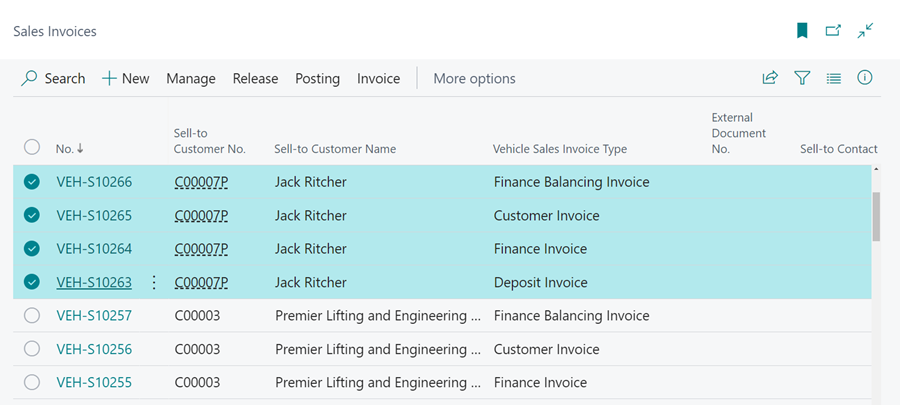 Sales Invoices
Search New Manage Release Posting Invoice More options
No. ↓ Sell-to Customer No. Sell-to Customer Name Vehicle Sales Invoice Type External Document No. Sell-to Contact
VEH-S10266 C00007P Jack Ritcher Finance Balancing Invoice
VEH-S10265 C00007P Jack Ritcher Customer Invoice
VEH-S10264 C00007P Jack Ritcher Finance Invoice
VEH-S10263 C00007P Jack Ritcher Deposit Invoice
VEH-S10257 C00003 Premier Lifting and Engineering ... Finance Balancing Invoice
VEH-S10256 C00003 Premier Lifting and Engineering ... Customer Invoice
VEH-S10255 C00003 Premier Lifting and Engineering ... Finance Invoice